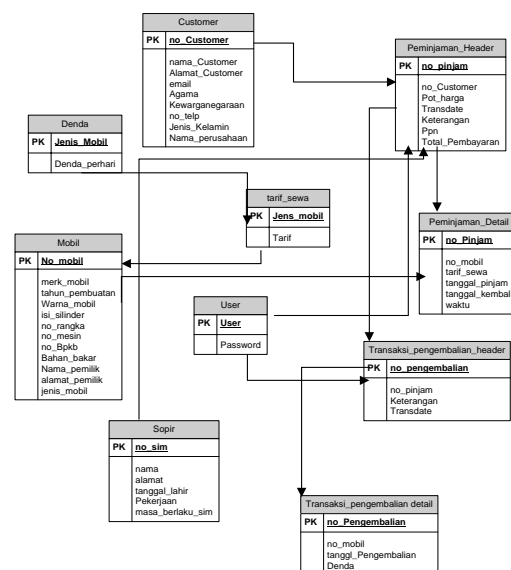 Customer
PK no_Customer
nama_Customer
Alamat_Customer
email
Agama
Kewarganegaraan
no_telp
Jenis_Kelamin
Nama_perusahaan
Peminjaman_Header
PK no_pinjam
no_Customer
Pot_harga
Transdate
Keterangan
Ppn
Total_Pembayaran
Denda
PK Jenis_Mobil
Denda_perhari
tarif_sewa
PK Jens_mobil
Tarif
Peminjaman_Detail
PK no_Pinjam
no_mobil
tarif_sewa
tanggal_pinjam
tanggal_kembal
waktu
Mobil
PK No_mobil
merk_mobil
tahun_pembuatan
Warna_mobil
isi_silinder
no_rangka
no_mesin
no_Bpkb
Bahan_bakar
Nama_pemilik
alamat_pemilik
jenis_mobil
User
PK User
Password
Transaksi_pengembalian_header
PK no_pengembalian
no_pinjam
Keterangan
Transdate
Sopir
PK no_sim
nama
alamat
tanggal_lahir
Pekerjaan
masa_berlaku_sim
Transaksi_pengembalian detail
PK no_Pengembalian
no_mobil
tanggl_Pengembalian
Denda